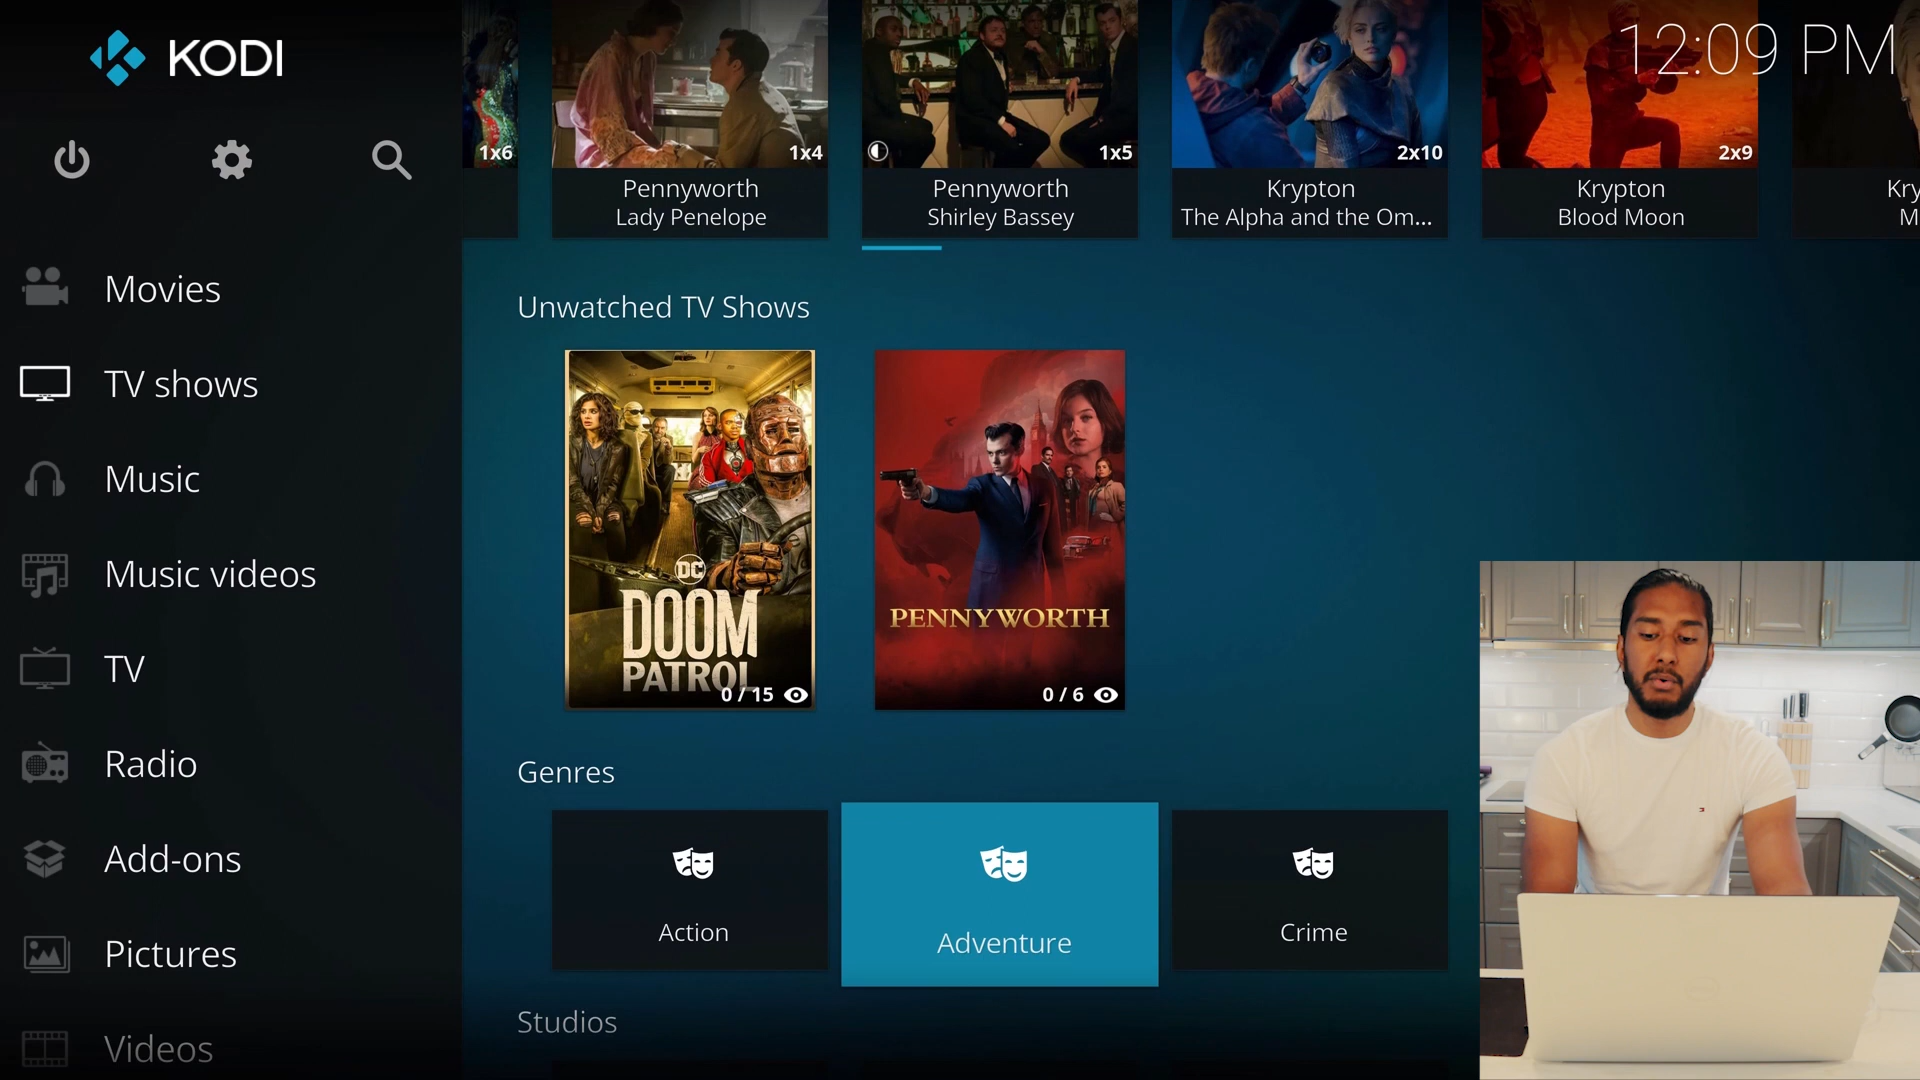 KODI
12:09 PM
1x6
1x4
1x5
2x10
2x9
Pennyworth
Lady Penelope
Pennyworth
Shirley Bassey
Krypton
The Alpha and the Om...
Krypton
Blood Moon
Kry
M
Movies
TV shows
Music
Music videos
TV
Radio
Add-ons
Pictures
Videos
Unwatched TV Shows
DC
DOOM
PATROL
0 / 15
PENNYWORTH
0 / 6
Genres
Action
Adventure
Crime
Studios